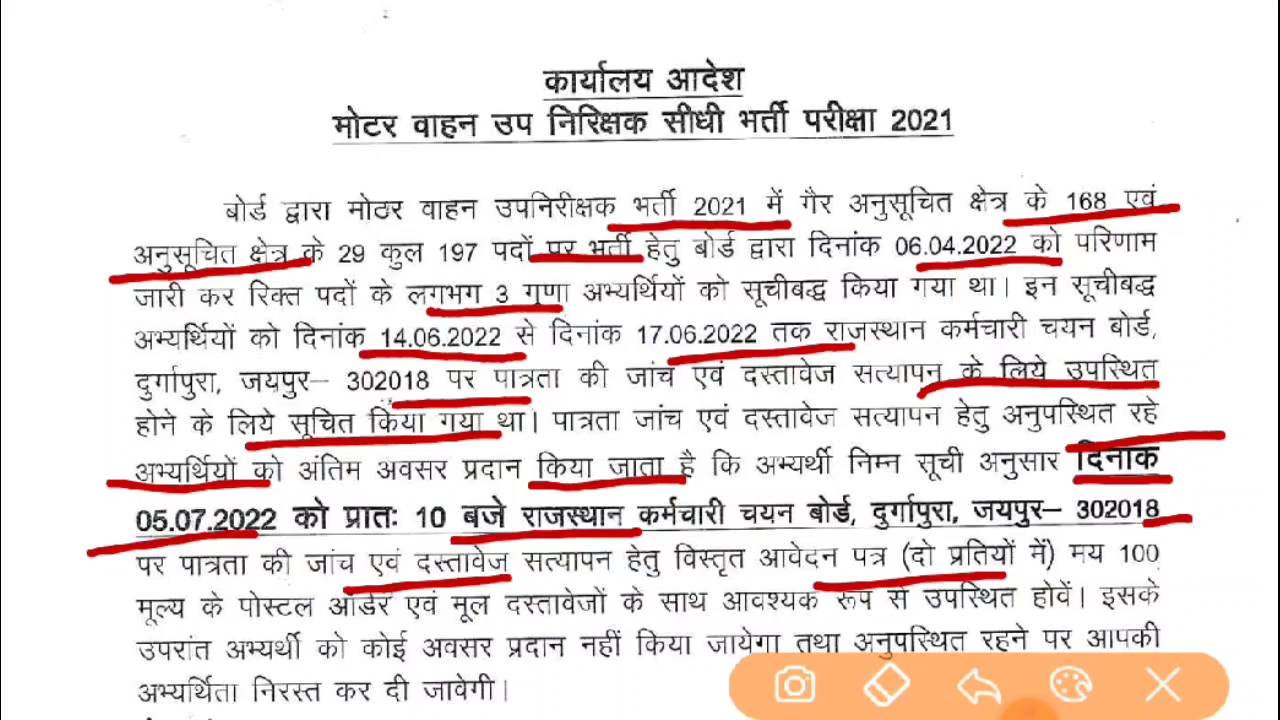 कार्यालय आदेश
मोटर वाहन उप निरिक्षक सीधी भर्ती परीक्षा 2021
बोर्ड द्वारा मोटर वाहन उपनिरीक्षक भर्ती 2021 में गैर अनुसूचित क्षेत्र के 168 एवं
अनुसूचित क्षेत्र के 29 कुल 197 पदों पर भर्ती हेतु बोर्ड द्वारा दिनांक 06.04.2022 को परिणाम
जारी कर रिक्त पदों के लगभग 3 गुणा अभ्यर्थियों को सूचीबद्ध किया गया था। इन सूचीबद्ध
अभ्यर्थियों को दिनांक 14.06.2022 से दिनांक 17.06.2022 तक राजस्थान कर्मचारी चयन बोर्ड,
दुर्गापुरा, जयपुर– 302018 पर पात्रता की जांच एवं दस्तावेज सत्यापन के लिये उपस्थित
होने के लिये सूचित किया गया था। पात्रता जांच एवं दस्तावेज सत्यापन हेतु अनुपस्थित रहे
अभ्यर्थियों को अंतिम अवसर प्रदान किया जाता है कि अभ्यर्थी निम्न सूची अनुसार दिनांक
05.07.2022 को प्रातः 10 बजे राजस्थान कर्मचारी चयन बोर्ड, दुर्गापुरा, जयपुर– 302018
पर पात्रता की जांच एवं दस्तावेज सत्यापन हेतु विस्तृत आवेदन पत्र (दो प्रतियों में) मय 100
मूल्य के पोस्टल ऑर्डर एवं मूल दस्तावेजों के साथ आवश्यक रूप से उपस्थित होवें। इसके
उपरांत अभ्यर्थी को कोई अवसर प्रदान नहीं किया जायेगा तथा अनुपस्थित रहने पर आपकी
अभ्यर्थिता निरस्त कर दी जावेगी।